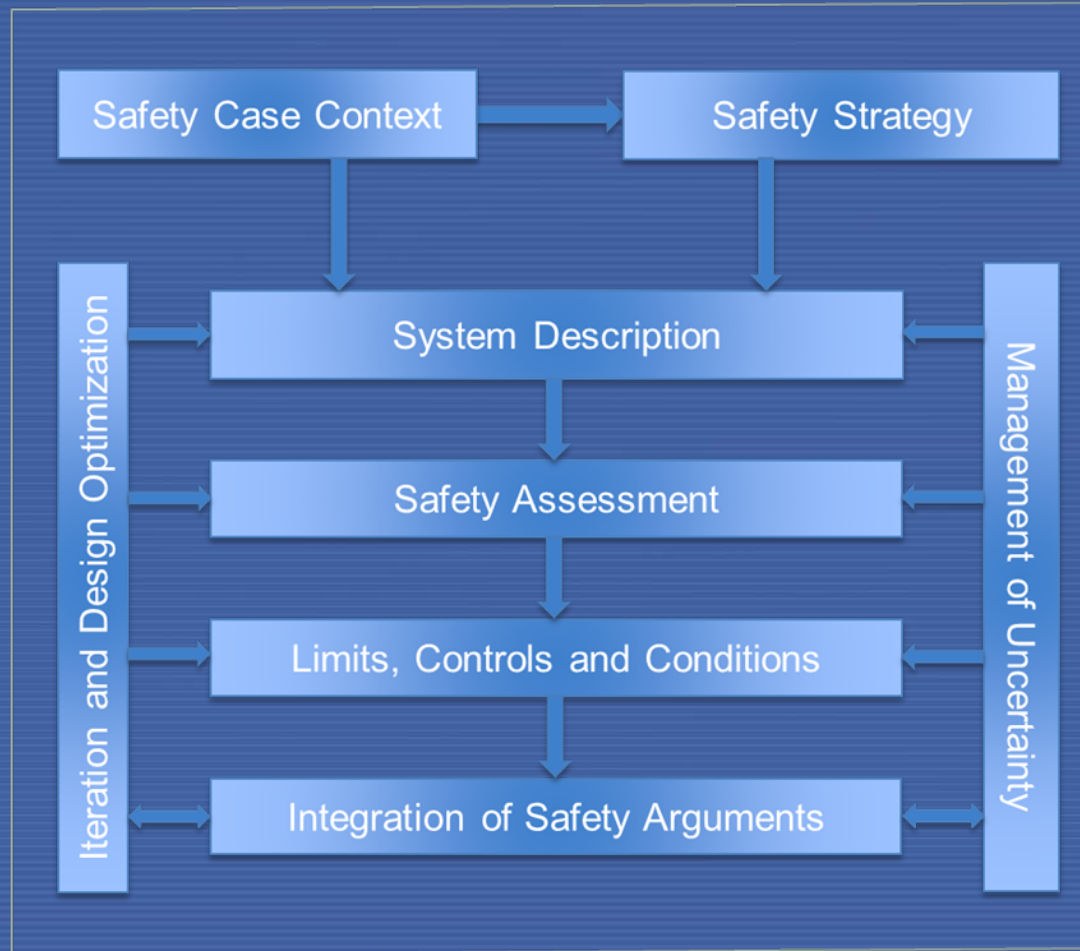 Safety Case Context
Safety Strategy
Iteration and Design Optimization
System Description
Safety Assessment
Limits, Controls and Conditions
Integration of Safety Arguments
Management of Uncertainty